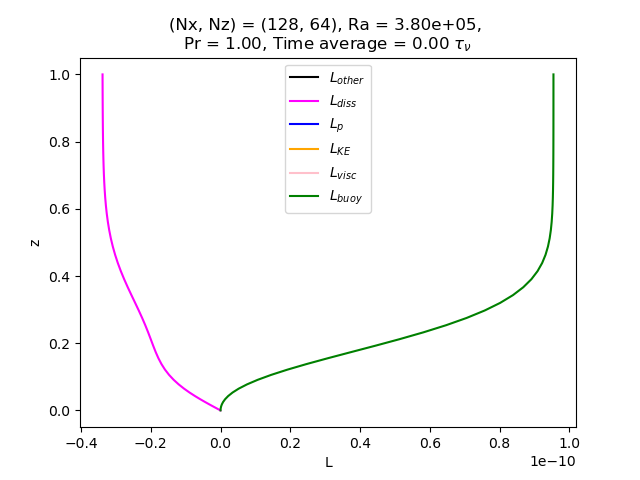 (Nx, Nz) = (128, 64), Ra = 3.80e+05,
Pr = 1.00, Time average = 0.00 τ_ν
L_other
L_diss
L_p
L_KE
L_visc
L_buoy
z
1.0
0.8
0.6
0.4
0.2
0.0
−0.4 −0.2 0.0 0.2 0.4 0.6 0.8 1.0
L
1e−10